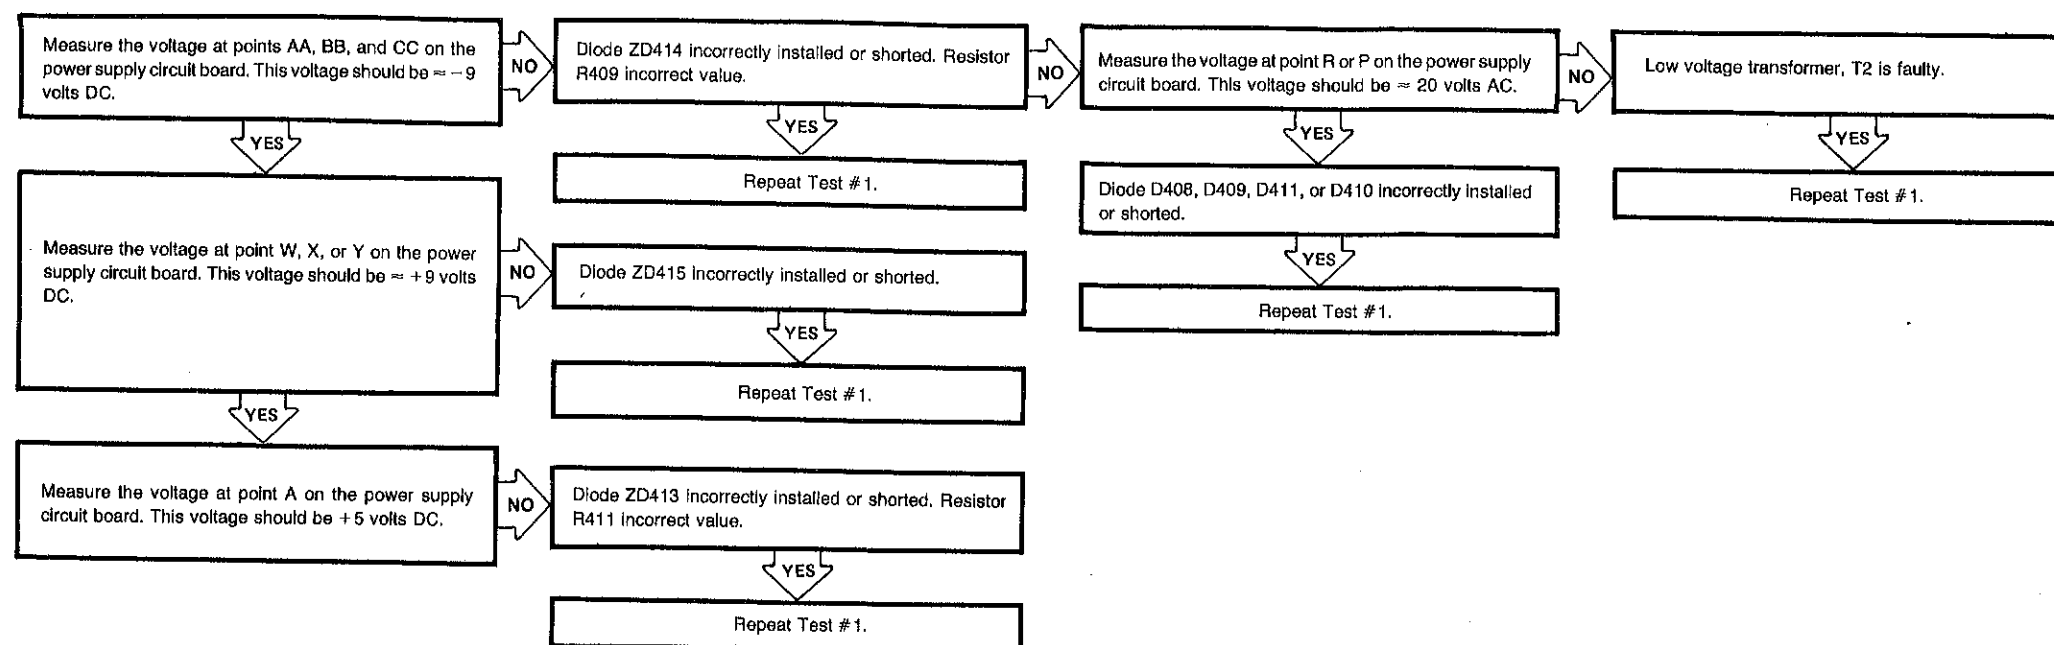 Measure the voltage at points AA, BB, and CC on the
power supply circuit board. This voltage should be ≈ −9
volts DC.
NO
Diode ZD414 incorrectly installed or shorted. Resistor
R409 incorrect value.
NO
Measure the voltage at point R or P on the power supply
circuit board. This voltage should be ≈ 20 volts AC.
NO
Low voltage transformer, T2 is faulty.
YES
YES
YES
YES
Repeat Test #1.
Diode D408, D409, D411, or D410 incorrectly installed
or shorted.
Repeat Test #1.
Measure the voltage at point W, X, or Y on the power
supply circuit board. This voltage should be ≈ +9 volts
DC.
NO
Diode ZD415 incorrectly installed or shorted.
YES
Repeat Test #1.
YES
Repeat Test #1.
YES
Measure the voltage at point A on the power supply
circuit board. This voltage should be +5 volts DC.
NO
Diode ZD413 incorrectly installed or shorted. Resistor
R411 incorrect value.
YES
Repeat Test #1.